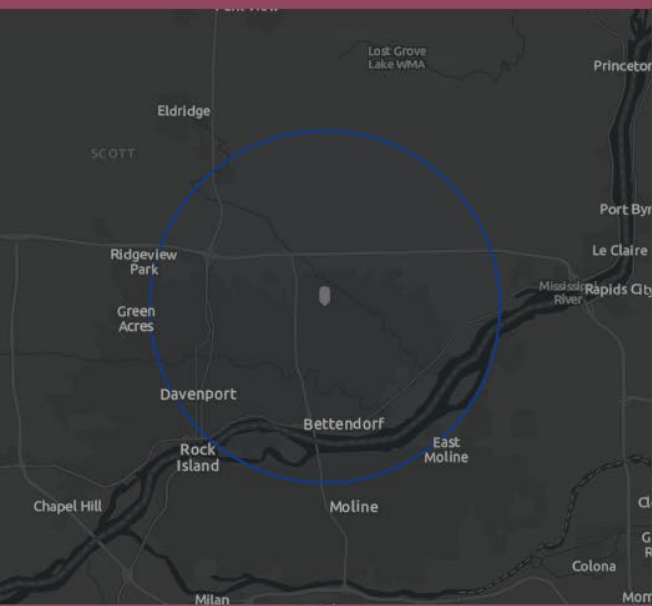 Lost Grove
Lake WMA
Princeton
Eldridge
SCOTT
Port Byr
Ridgeview
Park
Le Claire
Mississippi
River
Rapids City
Green
Acres
Davenport
Bettendorf
East
Moline
Rock
Island
Chapel Hill
Moline
Colona
Milan